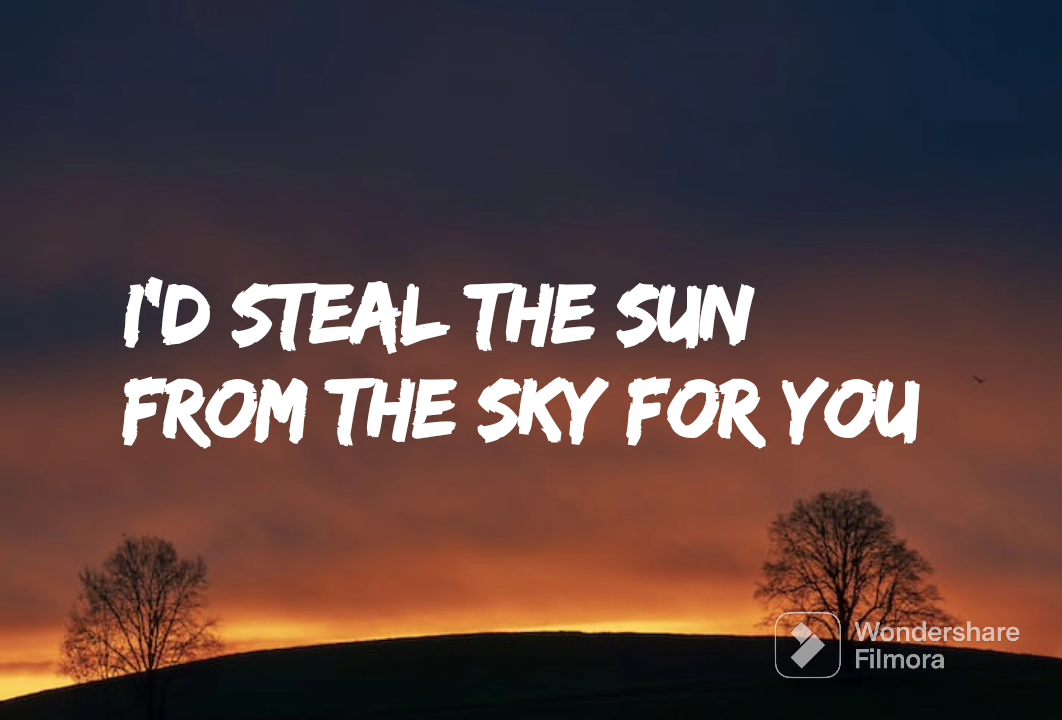 I'D STEAL THE SUN
FROM THE SKY FOR YOU
Wondershare
Filmora